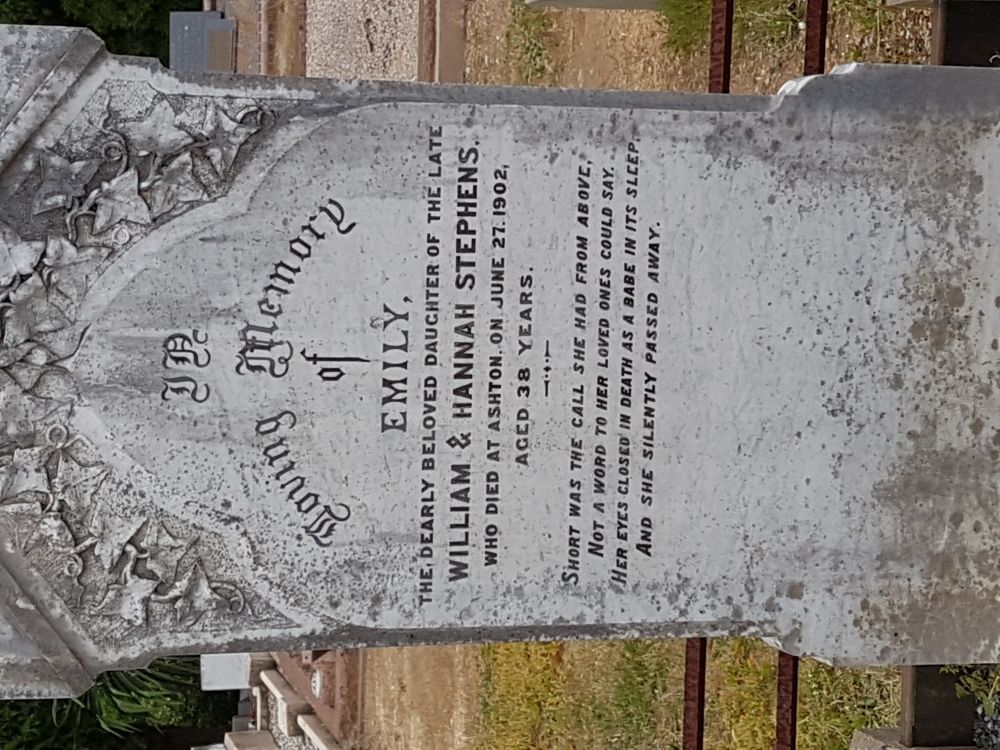 IN
Loving Memory
of
EMILY,
THE DEARLY BELOVED DAUGHTER OF THE LATE
WILLIAM & HANNAH STEPHENS,
WHO DIED AT ASHTON, ON JUNE 27. 1902,
AGED 38 YEARS.
SHORT WAS THE CALL SHE HAD FROM ABOVE,
NOT A WORD TO HER LOVED ONES COULD SAY.
HER EYES CLOSED IN DEATH AS A BABE IN ITS SLEEP,
AND SHE SILENTLY PASSED AWAY.